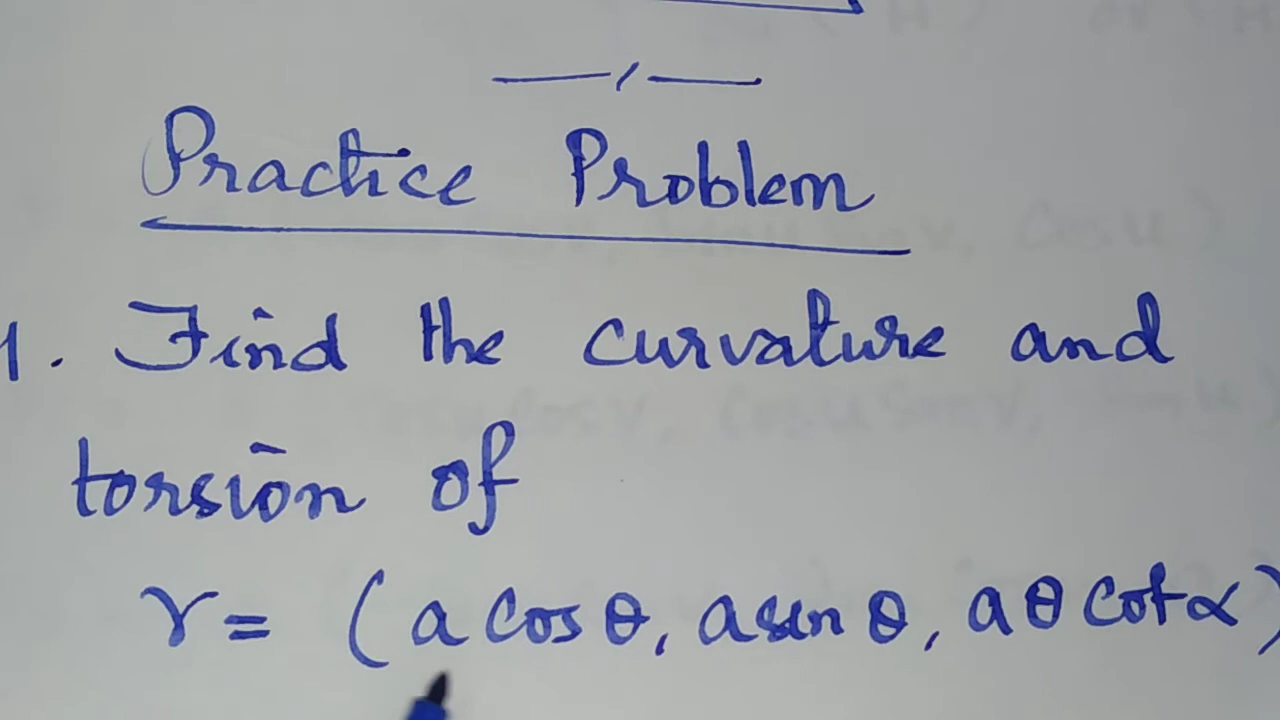 Practice Problem
1. Find the curvature and
torsion of
r = (a cos θ, a sin θ, a θ cot α)